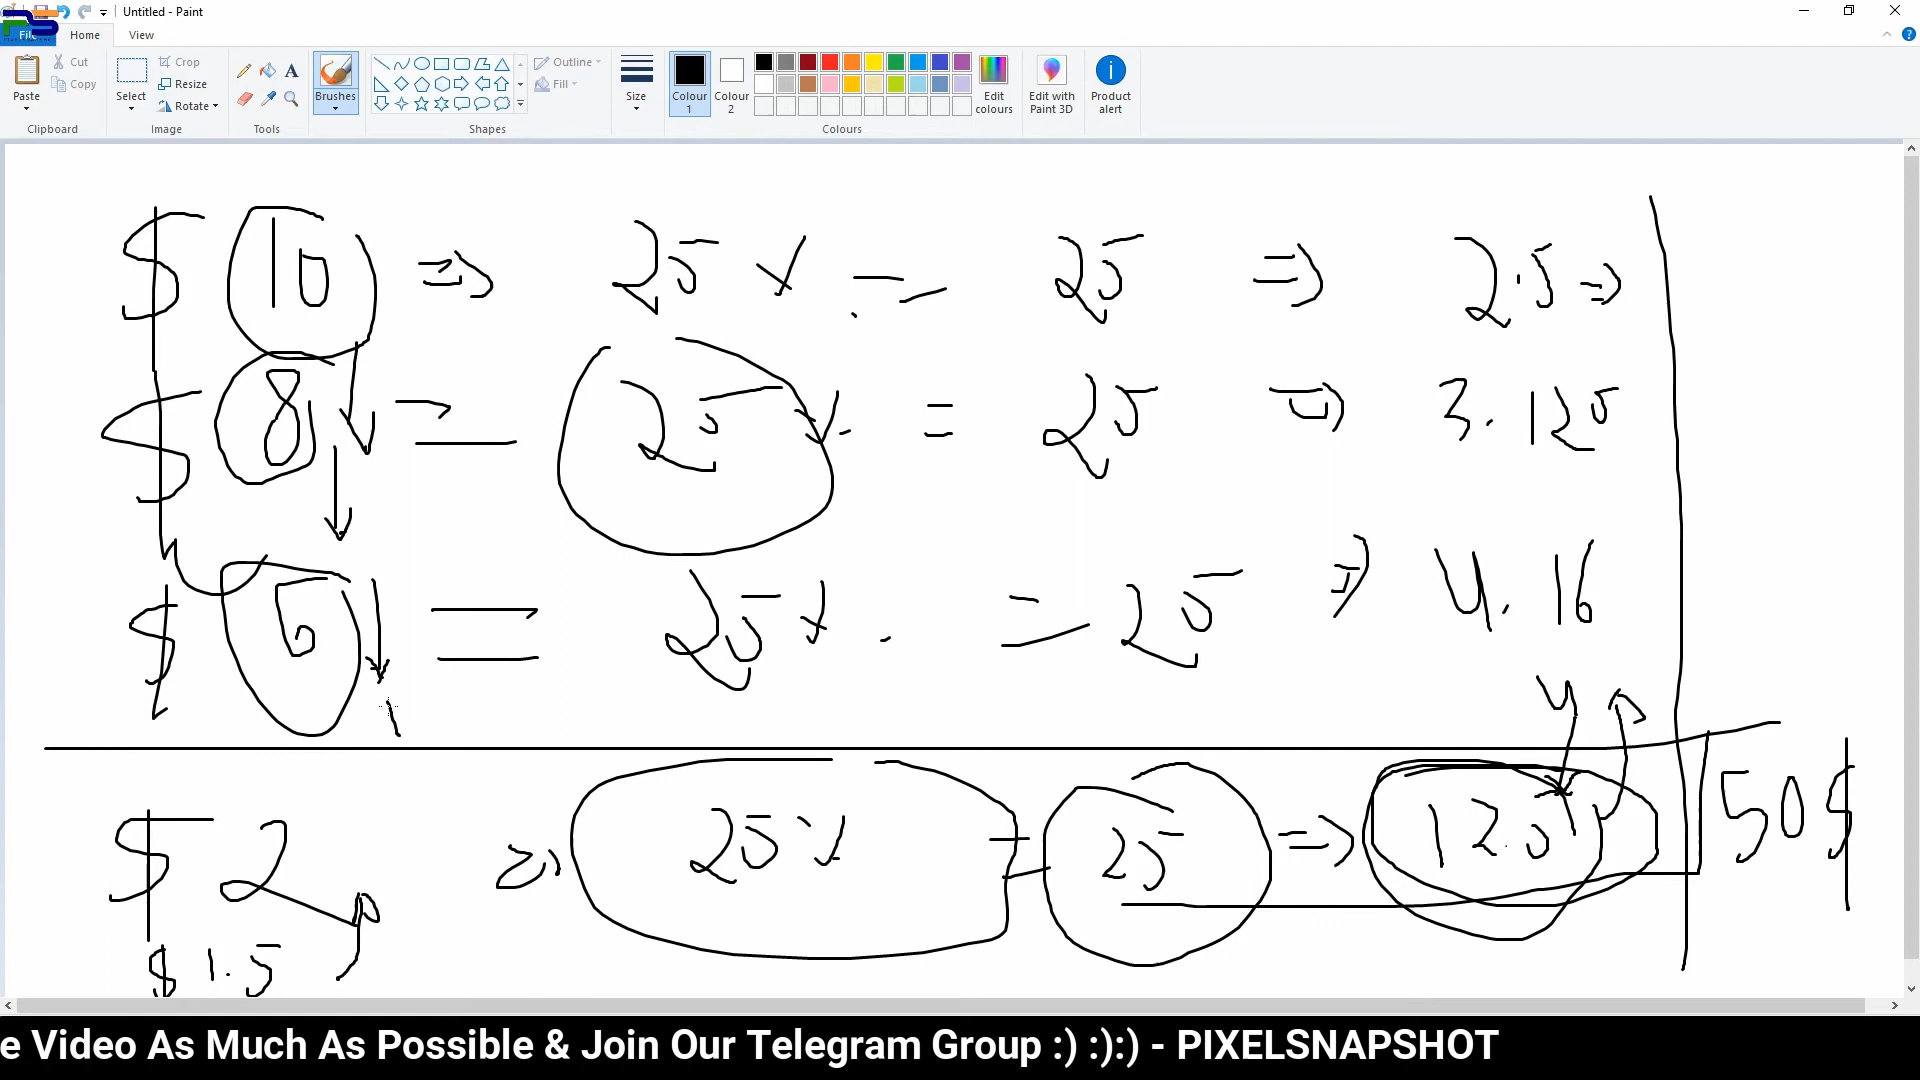 Untitled - Paint
File Home View
Paste Cut Copy Clipboard
Select Crop Resize Rotate Image
Tools
Brushes
Shapes Outline Fill
Size
Colour 1 Colour 2 Edit colours Colours
Edit with Paint 3D
Product alert
$ 10 ⇒ 25 = 25 ⇒ 2.5 ⇒
$ 8 = 25 = 25 ⇒ 3.125
$ 6 = 25 = 25 ⇒ 4.16
$ 2 ⇒ 25 = 25 ⇒ 12.5 50$
$ 1.5
e Video As Much As Possible & Join Our Telegram Group :) :):) - PIXELSNAPSHOT